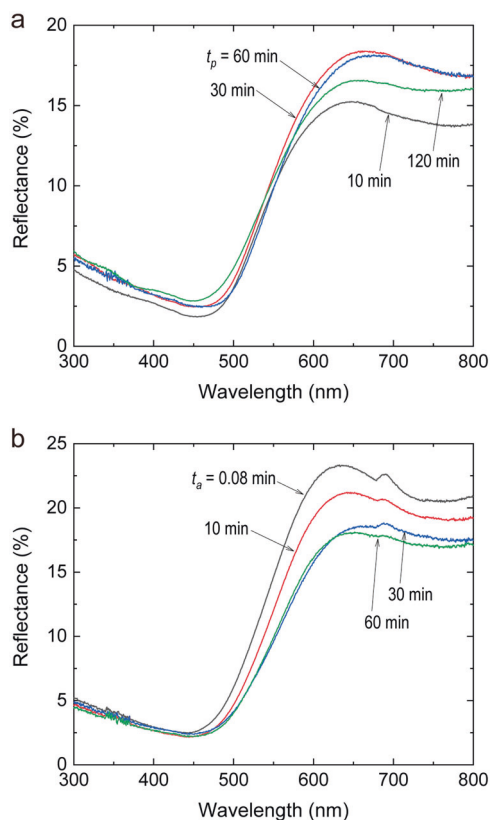 a
20
15
10
5
0
Reflectance (%)
t_p = 60 min
30 min
120 min
10 min
300 400 500 600 700 800
Wavelength (nm)
b
25
20
15
10
5
0
Reflectance (%)
t_a = 0.08 min
10 min
30 min
60 min
300 400 500 600 700 800
Wavelength (nm)